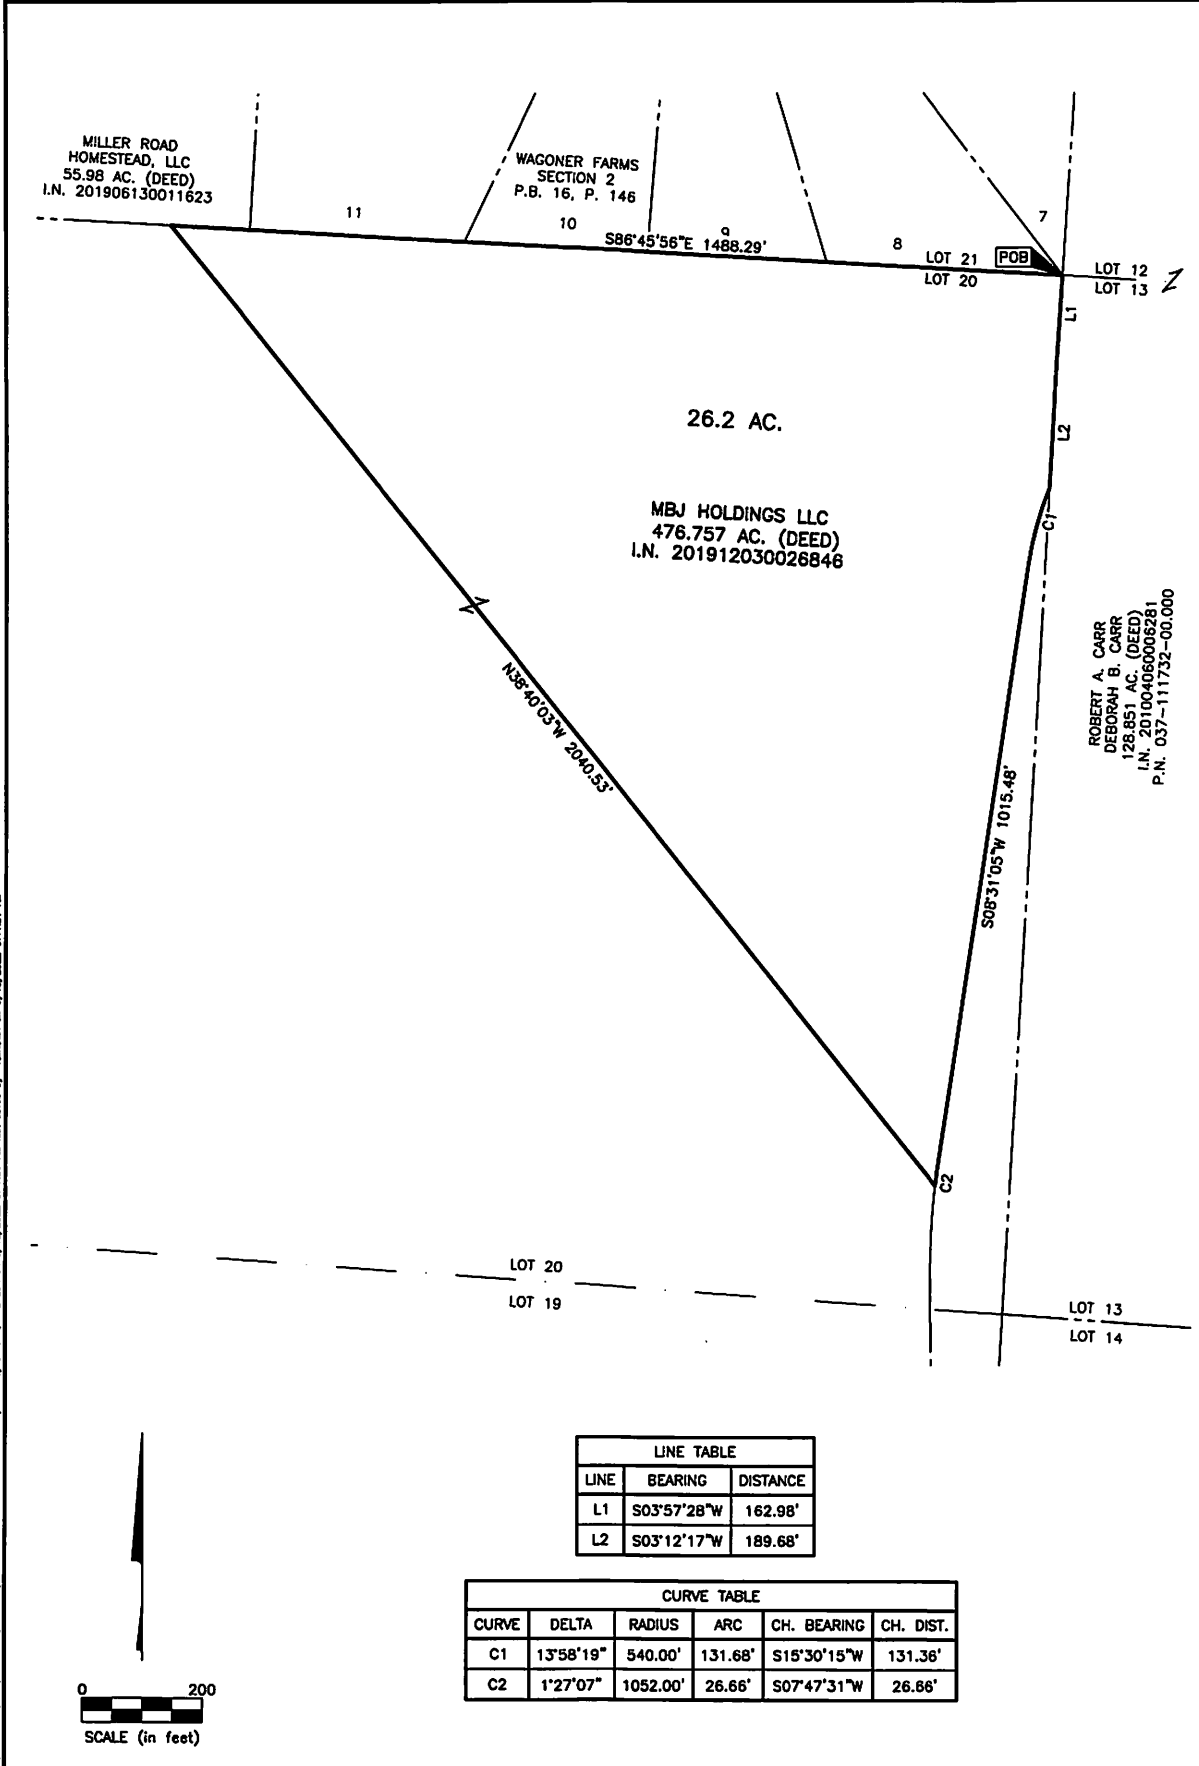 MILLER ROAD
HOMESTEAD, LLC
55.98 AC. (DEED)
I.N. 201906130011623
WAGONER FARMS
SECTION 2
P.B. 16, P. 146
11
10
9
8
7
S86°45'56"E 1488.29'
LOT 21
LOT 20
POB
LOT 12
LOT 13
L1
L2
C1
26.2 AC.
MBJ HOLDINGS LLC
476.757 AC. (DEED)
I.N. 201912030026846
ROBERT A. CARR
DEBORAH B. CARR
128.851 AC. (DEED)
I.N. 201004060006281
P.N. 037-111732-00.000
N38°40'03"W 2040.53'
S08°31'05"W 1015.48'
C2
LOT 20
LOT 19
LOT 13
LOT 14
LINE TABLE
LINE BEARING DISTANCE
L1 S03°57'28"W 162.98'
L2 S03°12'17"W 189.68'
CURVE TABLE
CURVE DELTA RADIUS ARC CH. BEARING CH. DIST.
C1 13°58'19" 540.00' 131.68' S15°30'15"W 131.36'
C2 1°27'07" 1052.00' 26.66' S07°47'31"W 26.66'
0 200
SCALE (in feet)